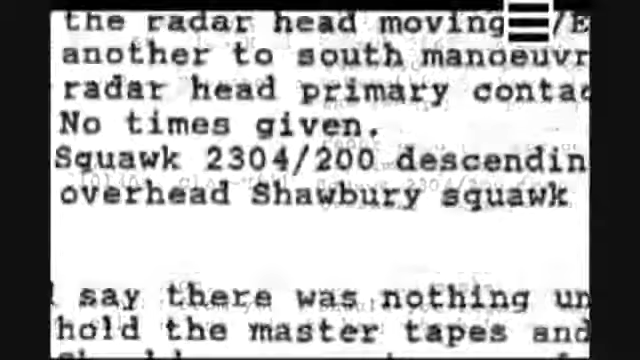 the radar head moving /E
another to south manoeuvr
radar head primary contac
No times given.
Squawk 2304/200 descendin
overhead Shawbury squawk
say there was nothing un
hold the master tapes and